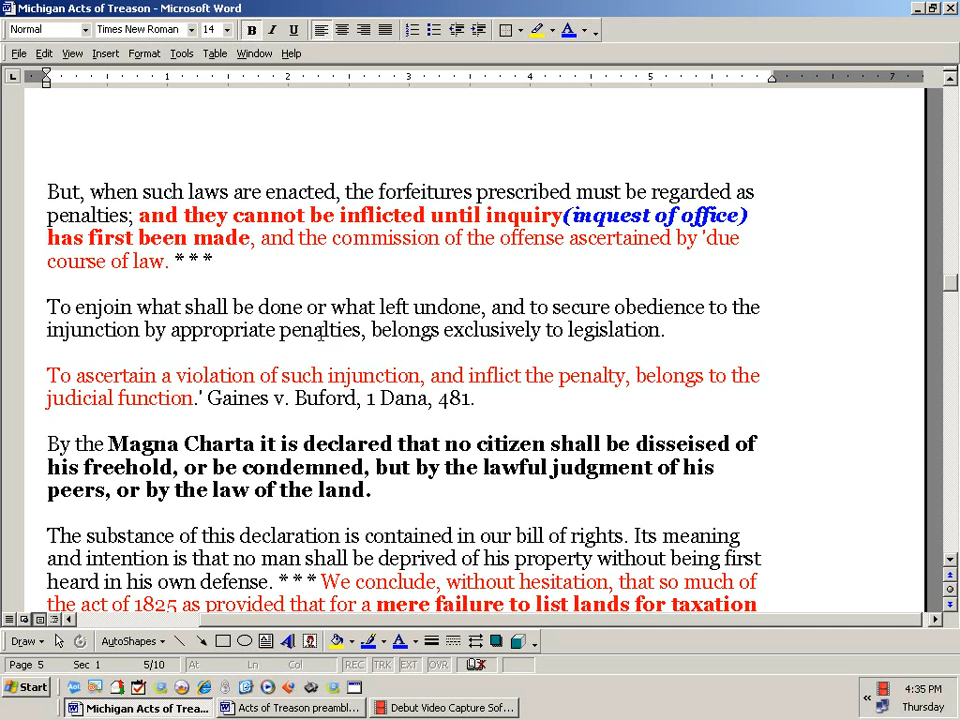 Michigan Acts of Treason - Microsoft Word
Normal Times New Roman 14 B I U A
File Edit View Insert Format Tools Table Window Help
L 1 2 3 4 5 7
But, when such laws are enacted, the forfeitures prescribed must be regarded as
penalties; and they cannot be inflicted until inquiry(inquest of office)
has first been made, and the commission of the offense ascertained by 'due
course of law. * * *
To enjoin what shall be done or what left undone, and to secure obedience to the
injunction by appropriate penalties, belongs exclusively to legislation.
To ascertain a violation of such injunction, and inflict the penalty, belongs to the
judicial function.' Gaines v. Buford, 1 Dana, 481.
By the Magna Charta it is declared that no citizen shall be disseised of
his freehold, or be condemned, but by the lawful judgment of his
peers, or by the law of the land.
The substance of this declaration is contained in our bill of rights. Its meaning
and intention is that no man shall be deprived of his property without being first
heard in his own defense. * * * We conclude, without hesitation, that so much of
the act of 1825 as provided that for a mere failure to list lands for taxation
Draw AutoShapes A A
Page 5 Sec 1 5/10 At Ln Col REC TRK EXT OVR
Start 4:35 PM
Michigan Acts of Trea... Acts of Treason preambl... Debut Video Capture Sof... « Thursday